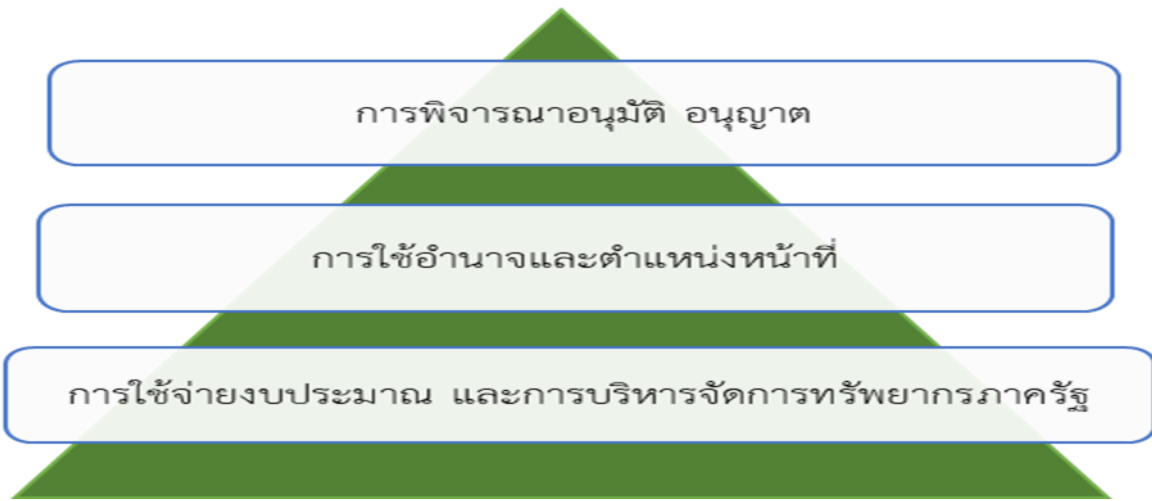 การพิจารณาอนุมัติ อนุญาต
การใช้อำนาจและตำแหน่งหน้าที่
การใช้จ่ายงบประมาณ และการบริหารจัดการทรัพยากรภาครัฐ